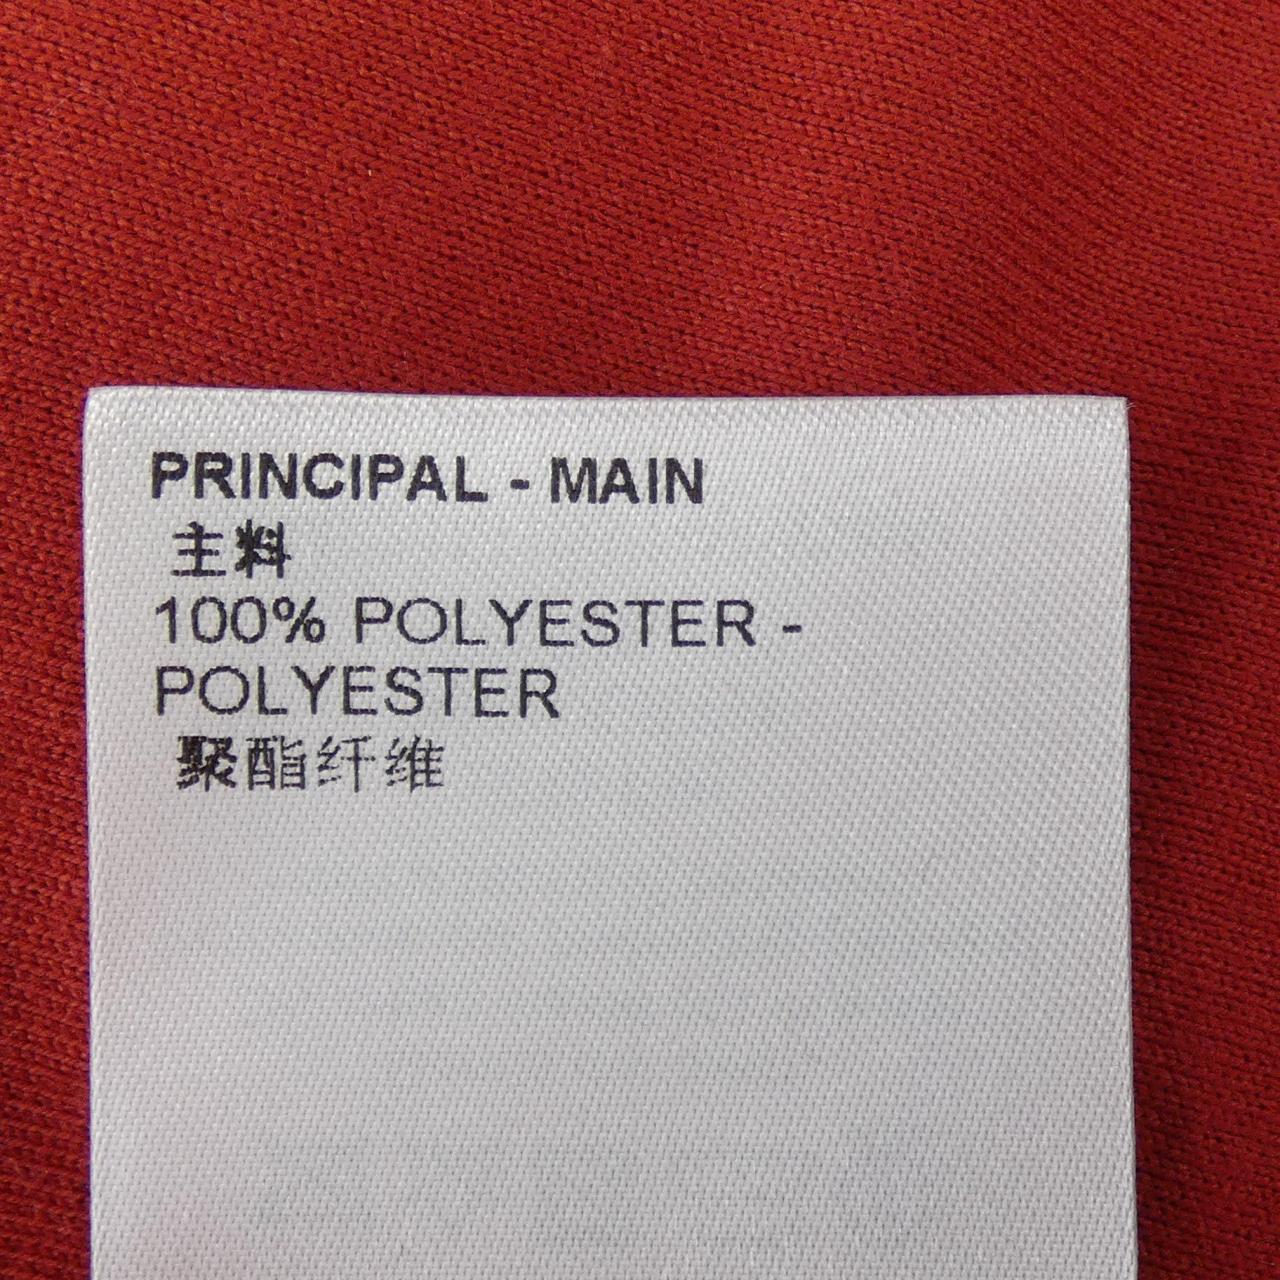 PRINCIPAL - MAIN
主料
100% POLYESTER -
POLYESTER
聚酯纤维